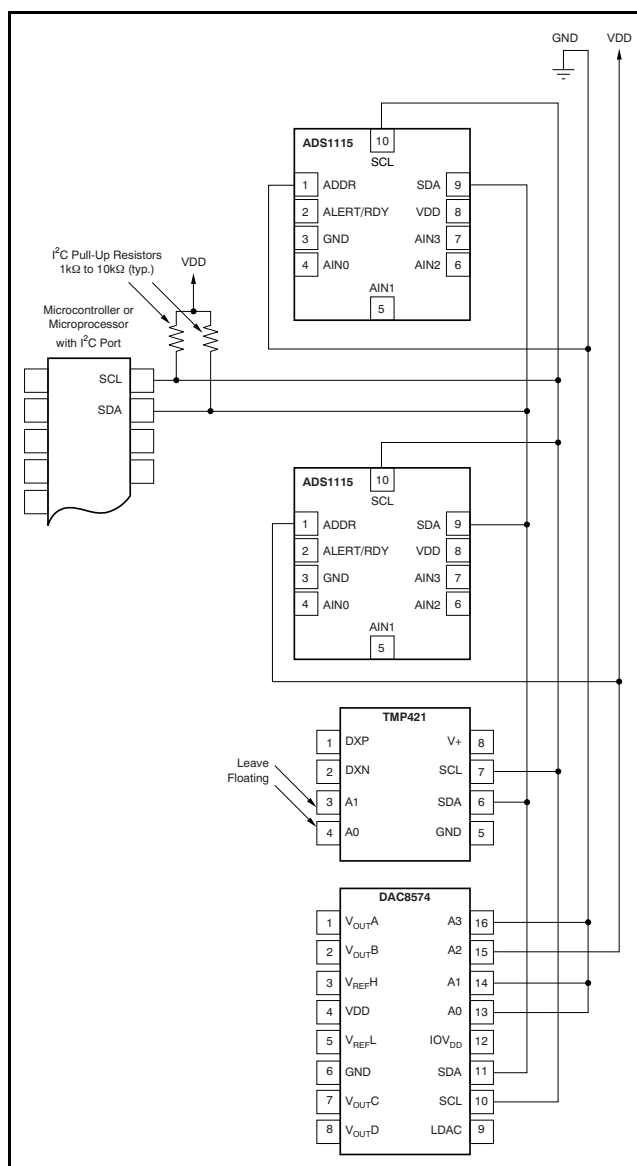 GND VDD
ADS1115
10
SCL
1 ADDR SDA 9
2 ALERT/RDY VDD 8
3 GND AIN3 7
4 AIN0 AIN2 6
AIN1
5
I²C Pull-Up Resistors
1kΩ to 10kΩ (typ.)
VDD
Microcontroller or
Microprocessor
with I²C Port
SCL
SDA
ADS1115
10
SCL
1 ADDR SDA 9
2 ALERT/RDY VDD 8
3 GND AIN3 7
4 AIN0 AIN2 6
AIN1
5
TMP421
1 DXP V+ 8
2 DXN SCL 7
Leave
Floating
3 A1 SDA 6
4 A0 GND 5
DAC8574
1 VOUTA A3 16
2 VOUTB A2 15
3 VREFH A1 14
4 VDD A0 13
5 VREFL IOVDD 12
6 GND SDA 11
7 VOUTC SCL 10
8 VOUTD LDAC 9